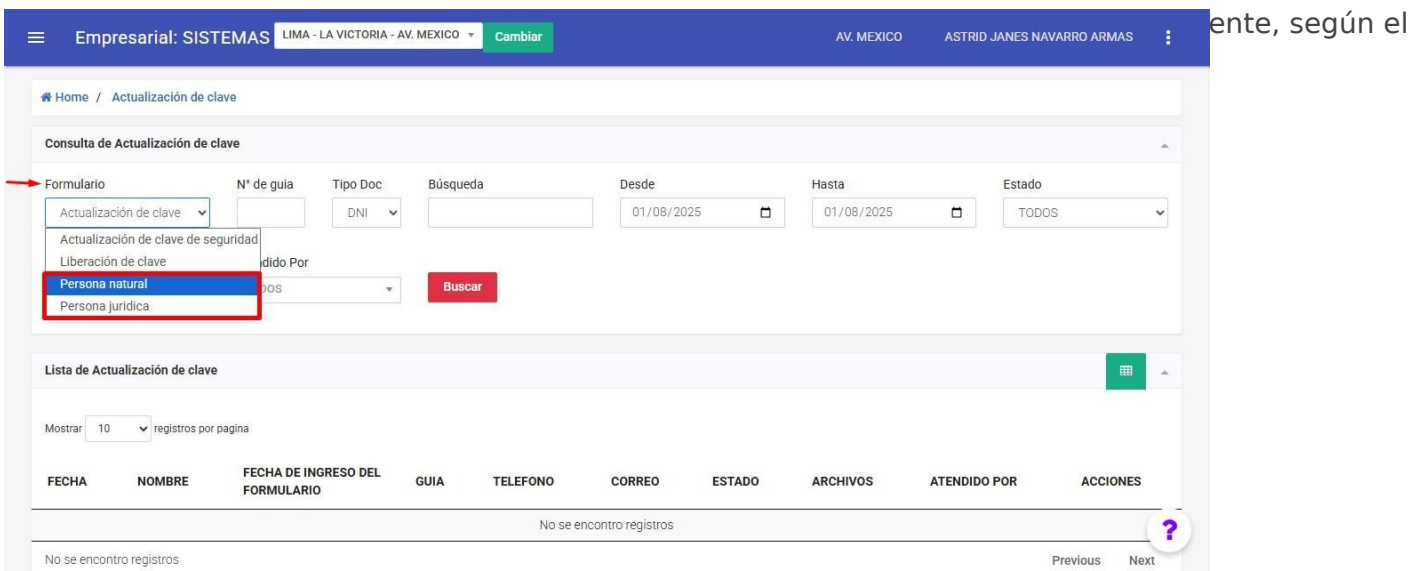 ente, según el
Empresarial: SISTEMAS LIMA - LA VICTORIA - AV. MEXICO Cambiar AV. MEXICO ASTRID JANES NAVARRO ARMAS
Home / Actualización de clave
Consulta de Actualización de clave
Formulario N° de guia Tipo Doc Búsqueda Desde Hasta Estado
Actualización de clave DNI 01/08/2025 01/08/2025 TODOS
Actualización de clave de seguridad
Liberación de clave dido Por
Persona natural OS Buscar
Persona juridica
Lista de Actualización de clave
Mostrar 10 registros por pagina
FECHA NOMBRE FECHA DE INGRESO DEL FORMULARIO GUIA TELEFONO CORREO ESTADO ARCHIVOS ATENDIDO POR ACCIONES
No se encontro registros
?
No se encontro registros Previous Next